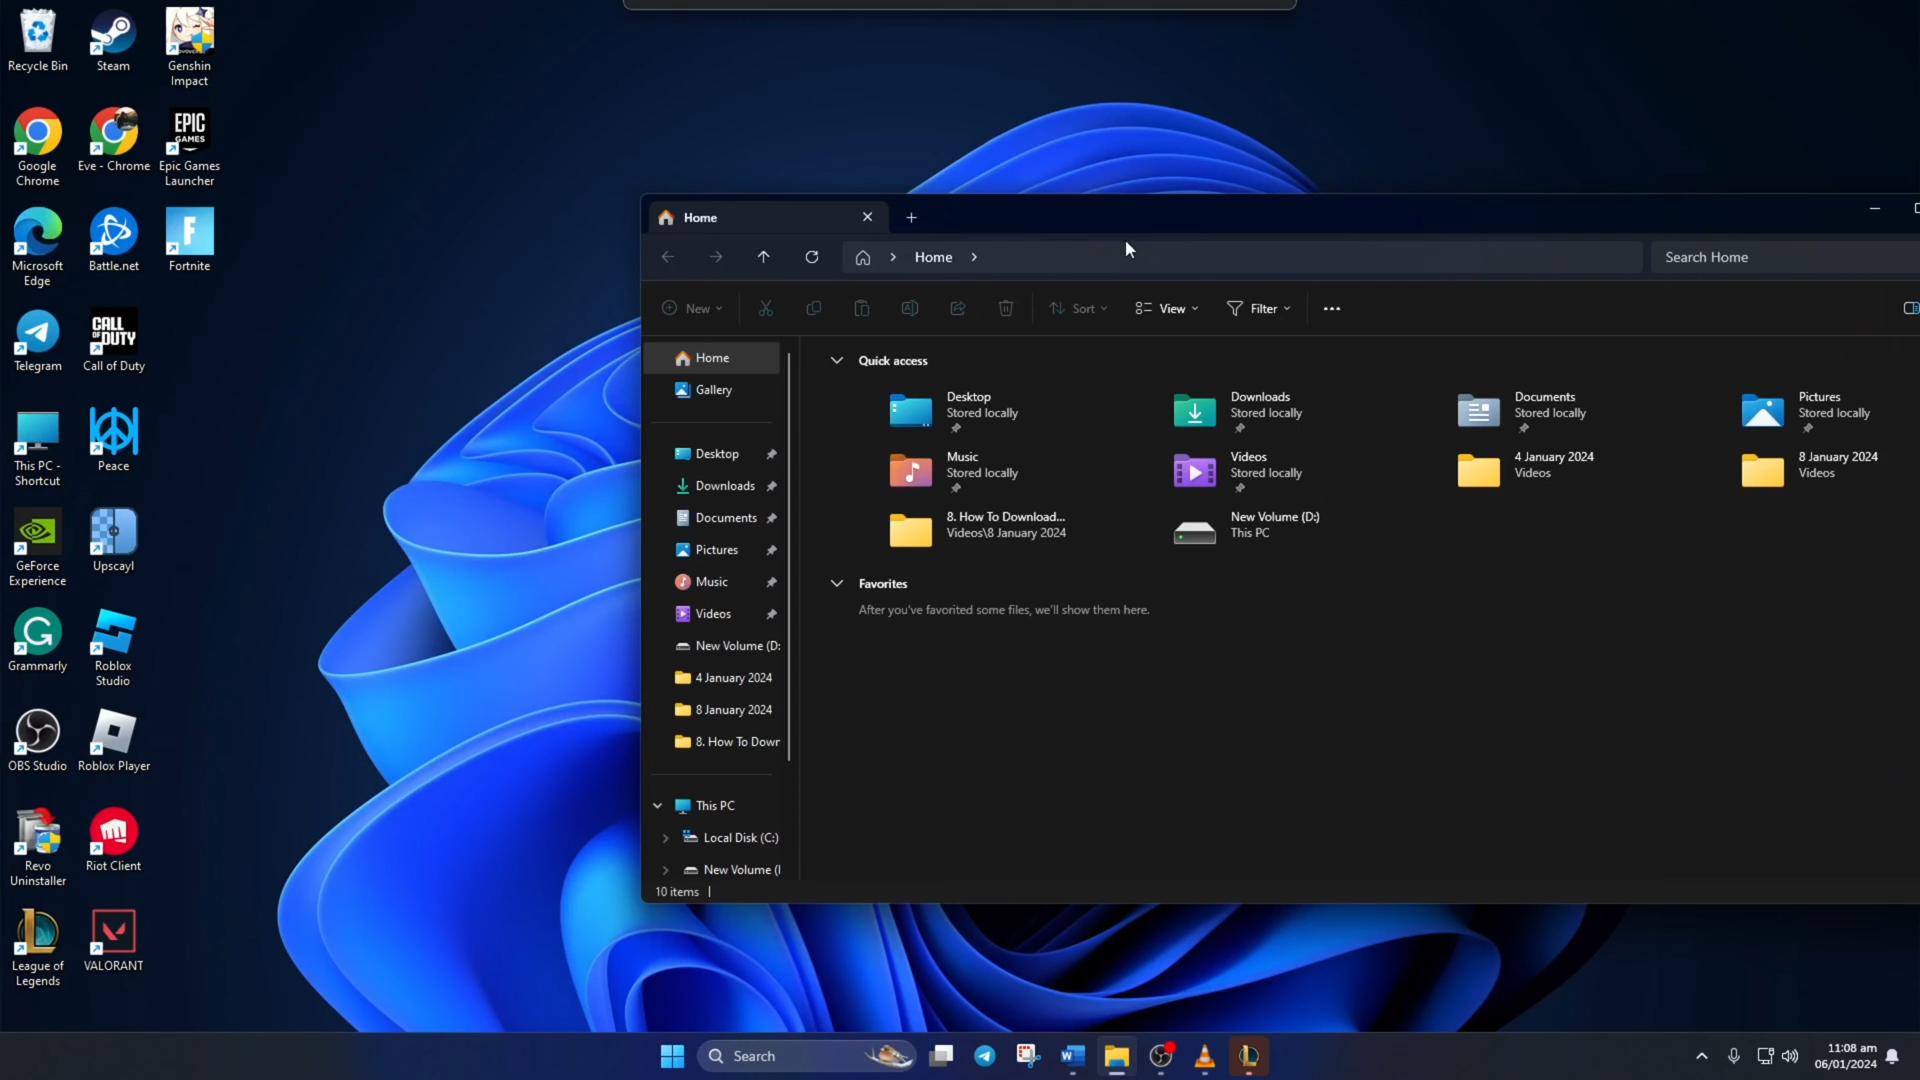 Recycle Bin
Steam
Genshin
Impact
Google
Chrome
Eve - Chrome
EPIC
GAMES
Epic Games
Launcher
Microsoft
Edge
Battle.net
Fortnite
Telegram
CALL
OF DUTY
Call of Duty
This PC -
Shortcut
Peace
GeForce
Experience
Upscayl
Grammarly
Roblox
Studio
OBS Studio
Roblox Player
Revo
Uninstaller
Riot Client
League of
Legends
VALORANT
Home
Home
Search Home
New
Sort
View
Filter
Home
Gallery
Desktop
Downloads
Documents
Pictures
Music
Videos
New Volume (D:
4 January 2024
8 January 2024
8. How To Dowr
This PC
Local Disk (C:)
New Volume (
10 items
Quick access
Desktop
Stored locally
Downloads
Stored locally
Documents
Stored locally
Pictures
Stored locally
Music
Stored locally
Videos
Stored locally
4 January 2024
Videos
8 January 2024
Videos
8. How To Download...
Videos\8 January 2024
New Volume (D:)
This PC
Favorites
After you've favorited some files, we'll show them here.
Search
11:08 am
06/01/2024